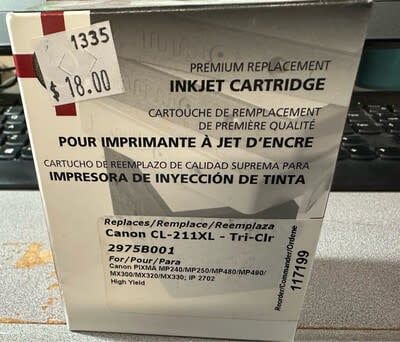 1335
$18.00
PREMIUM REPLACEMENT
INKJET CARTRIDGE
CARTOUCHE DE REMPLACEMENT
DE PREMIÈRE QUALITÉ
POUR IMPRIMANTE À JET D'ENCRE
CARTUCHO DE REEMPLAZO DE CALIDAD SUPREMA PARA
IMPRESORA DE INYECCIÓN DE TINTA
Replaces/Remplace/Reemplaza
Canon CL-211XL - Tri-Clr
2975B001
For/Pour/Para
Canon PIXMA MP240/MP250/MP480/MP490/
MX300/MX320/MX330; iP 2702
High Yield
Reorder/Commander/Ordene
117199